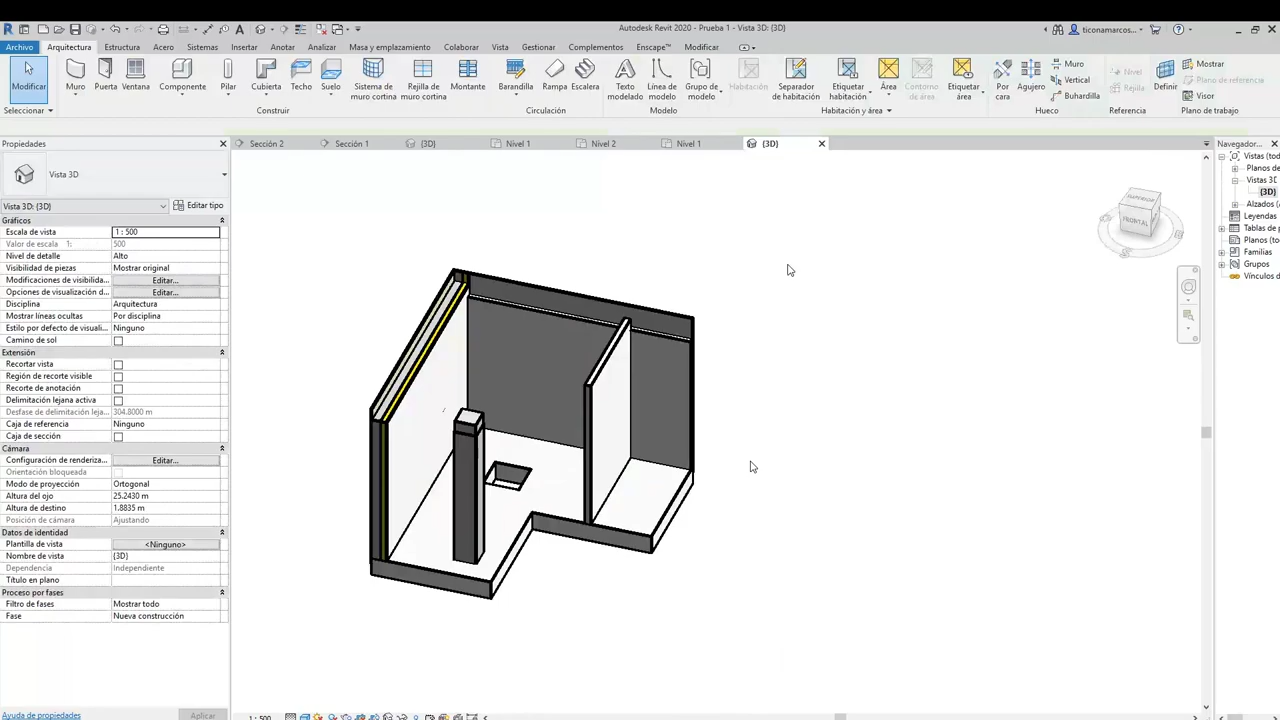 Autodesk Revit 2020 - Prueba 1 - Vista 3D: {3D}
ticonamarcos...
Archivo Arquitectura Estructura Acero Sistemas Insertar Anotar Analizar Masa y emplazamiento Colaborar Vista Gestionar Complementos Enscape™ Modificar
Modificar
Muro
Puerta
Ventana
Componente
Pilar
Cubierta
Techo
Suelo
Sistema de
muro cortina
Rejilla de
muro cortina
Montante
Barandilla
Rampa
Escalera
Texto
modelado
Línea de
modelo
Grupo de
modelo
Habitación
Separador
de habitación
Etiquetar
habitación
Área
Contorno
de área
Etiquetar
área
Por
cara
Agujero
Muro
Vertical
Buhardilla
Nivel
Rejilla
Definir
Mostrar
Plano de referencia
Visor
Seleccionar
Construir
Circulación
Modelo
Habitación y área
Hueco
Referencia
Plano de trabajo
Propiedades
Sección 2
Sección 1
{3D}
Nivel 1
Nivel 2
Nivel 1
{3D}
Navegador...
Vista 3D
Vista 3D: {3D}
Editar tipo
Gráficos
Escala de vista 1 : 500
Valor de escala 1: 500
Nivel de detalle Alto
Visibilidad de piezas Mostrar original
Modificaciones de visibilida... Editar...
Opciones de visualización d... Editar...
Disciplina Arquitectura
Mostrar líneas ocultas Por disciplina
Estilo por defecto de visuali... Ninguno
Camino de sol
Extensión
Recortar vista
Región de recorte visible
Recorte de anotación
Delimitación lejana activa
Desfase de delimitación leja... 304.8000 m
Caja de referencia Ninguno
Caja de sección
Cámara
Configuración de renderiza... Editar...
Orientación bloqueada
Modo de proyección Ortogonal
Altura del ojo 25.2430 m
Altura de destino 1.8835 m
Posición de cámara Ajustando
Datos de identidad
Plantilla de vista <Ninguno>
Nombre de vista {3D}
Dependencia Independiente
Título en plano
Proceso por fases
Filtro de fases Mostrar todo
Fase Nueva construcción
Ayuda de propiedades
Aplicar
FRONTAL
Vistas (tod
Planos de
Vistas 3D
{3D}
Alzados (
Leyendas
Tablas de p
Planos (to
Familias
Grupos
Vínculos d
1 : 500